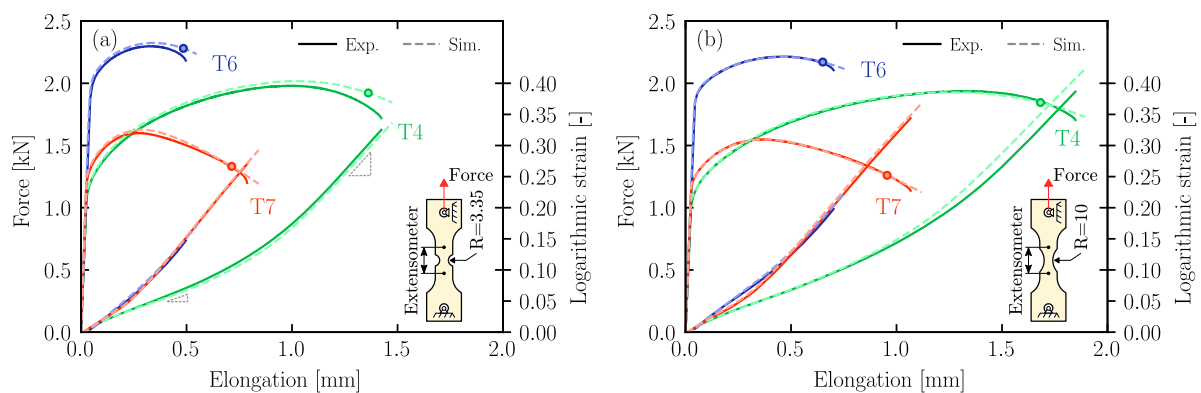 (a)
Exp.
Sim.
T6
T4
T7
Force
Extensometer
R=3.35
Force [kN]
0.0
0.5
1.0
1.5
2.0
2.5
Logarithmic strain [-]
0.00
0.05
0.10
0.15
0.20
0.25
0.30
0.35
0.40
0.0
0.5
1.0
1.5
2.0
Elongation [mm]
(b)
Exp.
Sim.
T6
T4
T7
Force
Extensometer
R=10
Force [kN]
0.0
0.5
1.0
1.5
2.0
2.5
Logarithmic strain [-]
0.00
0.05
0.10
0.15
0.20
0.25
0.30
0.35
0.40
0.0
0.5
1.0
1.5
2.0
Elongation [mm]